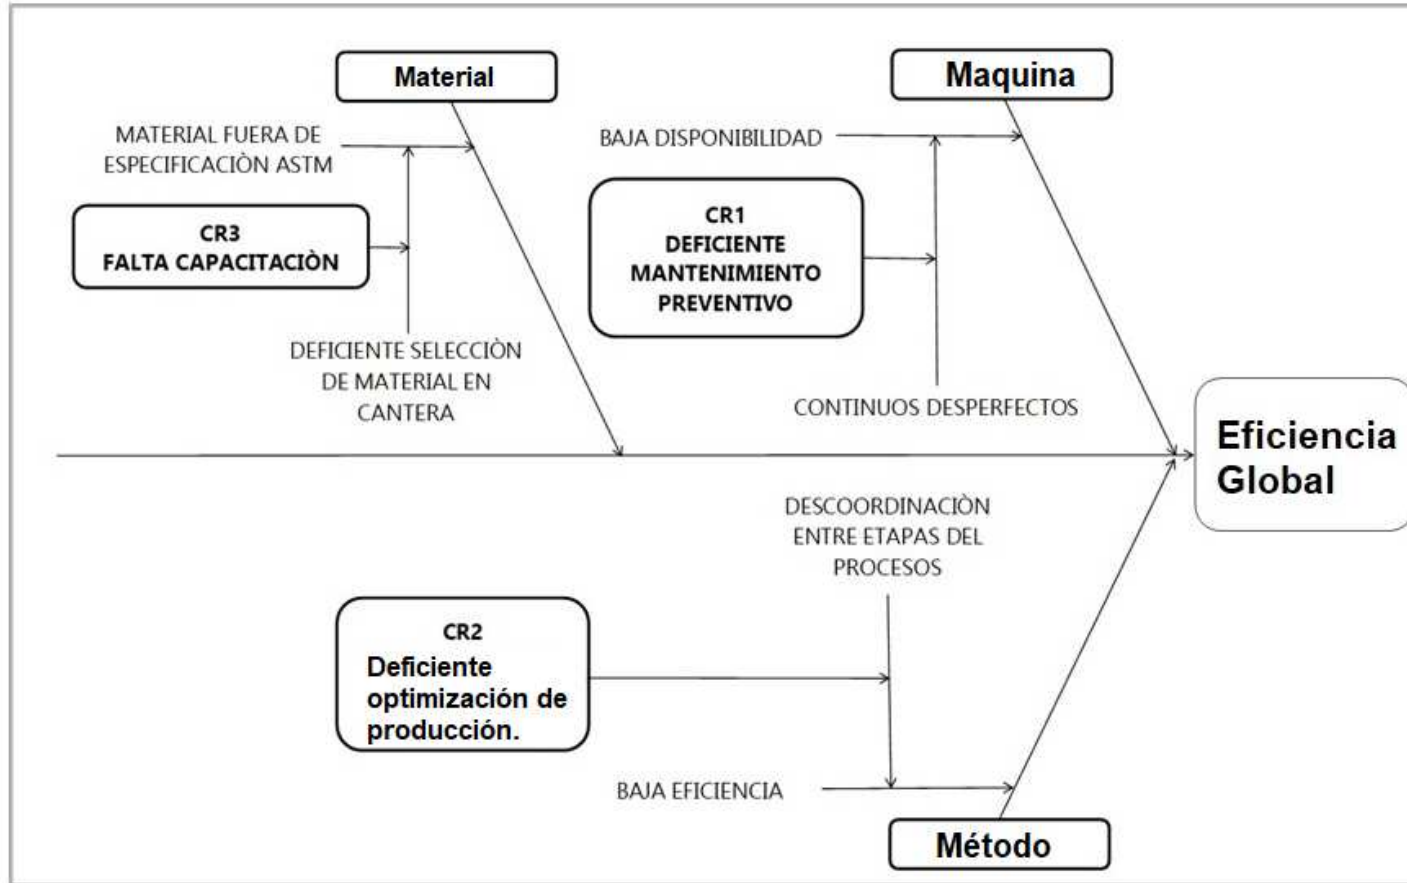 Material
Maquina
MATERIAL FUERA DE
ESPECIFICACIÒN ASTM
BAJA DISPONIBILIDAD
CR3
FALTA CAPACITACIÒN
CR1
DEFICIENTE
MANTENIMIENTO
PREVENTIVO
DEFICIENTE SELECCIÒN
DE MATERIAL EN
CANTERA
CONTINUOS DESPERFECTOS
Eficiencia
Global
DESCOORDINACIÒN
ENTRE ETAPAS DEL
PROCESOS
CR2
Deficiente
optimización de
producción.
BAJA EFICIENCIA
Método